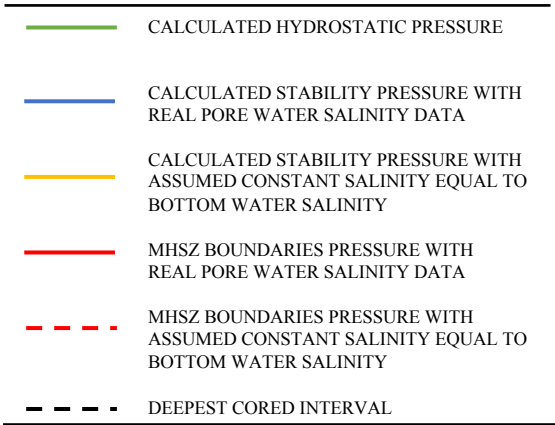 CALCULATED HYDROSTATIC PRESSURE
CALCULATED STABILITY PRESSURE WITH
REAL PORE WATER SALINITY DATA
CALCULATED STABILITY PRESSURE WITH
ASSUMED CONSTANT SALINITY EQUAL TO
BOTTOM WATER SALINITY
MHSZ BOUNDARIES PRESSURE WITH
REAL PORE WATER SALINITY DATA
MHSZ BOUNDARIES PRESSURE WITH
ASSUMED CONSTANT SALINITY EQUAL TO
BOTTOM WATER SALINITY
DEEPEST CORED INTERVAL